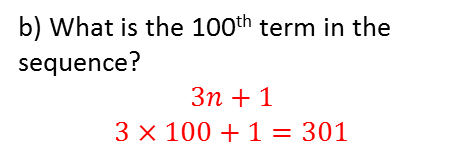 b) What is the 100th term in the
sequence?
3n + 1
3 × 100 + 1 = 301